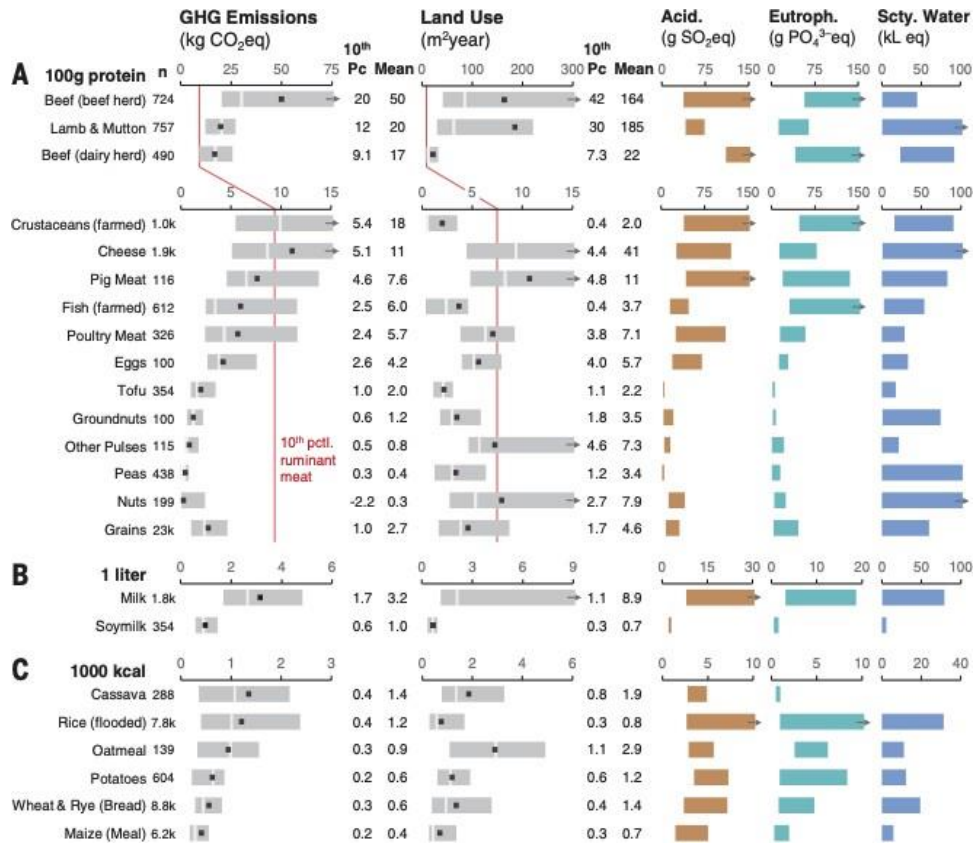 GHG Emissions Land Use Acid. Eutroph. Scty. Water
(kg CO₂eq) (m²year) (g SO₂eq) (g PO₄³⁻eq) (kL eq)
10th 10th
A 100g protein n 0 25 50 75 Pc Mean 0 100 200 300 Pc Mean 0 75 150 0 75 150 0 50 100
Beef (beef herd) 724 20 50 42 164
Lamb & Mutton 757 12 20 30 185
Beef (dairy herd) 490 9.1 17 7.3 22
0 5 10 15 0 5 10 15 0 75 150 0 75 150 0 50 100
Crustaceans (farmed) 1.0k 5.4 18 0.4 2.0
Cheese 1.9k 5.1 11 4.4 41
Pig Meat 116 4.6 7.6 4.8 11
Fish (farmed) 612 2.5 6.0 0.4 3.7
Poultry Meat 326 2.4 5.7 3.8 7.1
Eggs 100 2.6 4.2 4.0 5.7
Tofu 354 1.0 2.0 1.1 2.2
Groundnuts 100 0.6 1.2 1.8 3.5
Other Pulses 115 10th pctl. 0.5 0.8 4.6 7.3
ruminant
Peas 438 meat 0.3 0.4 1.2 3.4
Nuts 199 -2.2 0.3 2.7 7.9
Grains 23k 1.0 2.7 1.7 4.6
B 1 liter 0 2 4 6 0 3 6 9 0 15 30 0 10 20 0 50 100
Milk 1.8k 1.7 3.2 1.1 8.9
Soymilk 354 0.6 1.0 0.3 0.7
C 1000 kcal 0 1 2 3 0 2 4 6 0 5 10 0 5 10 0 20 40
Cassava 288 0.4 1.4 0.8 1.9
Rice (flooded) 7.8k 0.4 1.2 0.3 0.8
Oatmeal 139 0.3 0.9 1.1 2.9
Potatoes 604 0.2 0.6 0.6 1.2
Wheat & Rye (Bread) 8.8k 0.3 0.6 0.4 1.4
Maize (Meal) 6.2k 0.2 0.4 0.3 0.7